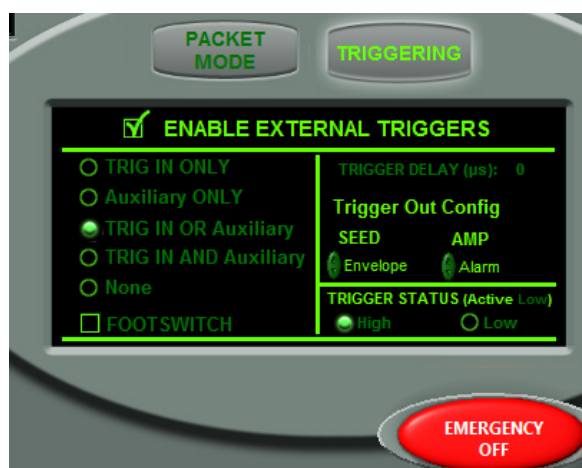 PACKET
MODE
TRIGGERING
ENABLE EXTERNAL TRIGGERS
TRIG IN ONLY
Auxiliary ONLY
TRIG IN OR Auxiliary
TRIG IN AND Auxiliary
None
FOOTSWITCH
TRIGGER DELAY (µs): 0
Trigger Out Config
SEED AMP
Envelope Alarm
TRIGGER STATUS (Active Low)
High Low
EMERGENCY
OFF